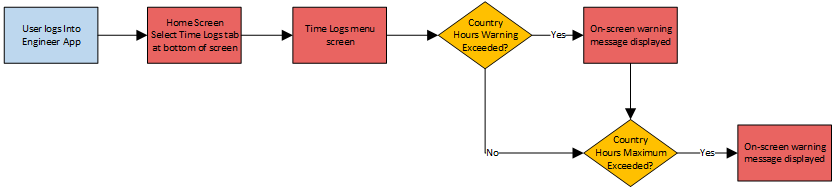 User logs Into
Engineer App
Home Screen
Select Time Logs tab
at bottom of screen
Time Logs menu
screen
Country
Hours Warning
Exceeded?
Yes
On-screen warning
message displayed
No
Country
Hours Maximum
Exceeded?
Yes
On-screen warning
message displayed